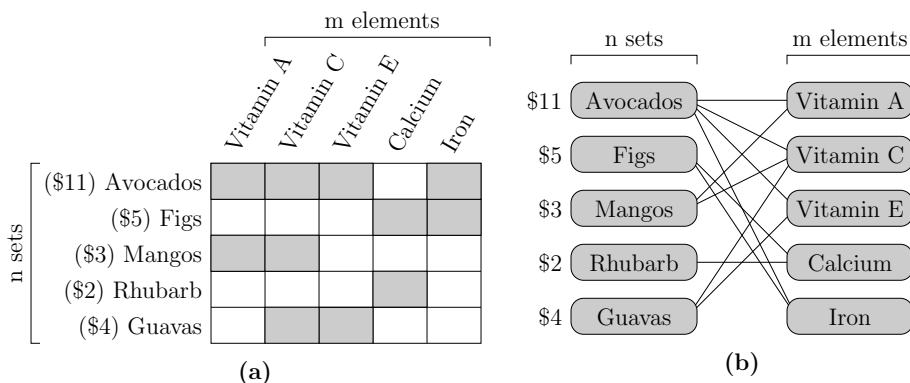 m elements
Vitamin A
Vitamin C
Vitamin E
Calcium
Iron
n sets
($11) Avocados
($5) Figs
($3) Mangos
($2) Rhubarb
($4) Guavas
(a)
n sets
m elements
$11 Avocados Vitamin A
$5 Figs Vitamin C
$3 Mangos Vitamin E
$2 Rhubarb Calcium
$4 Guavas Iron
(b)